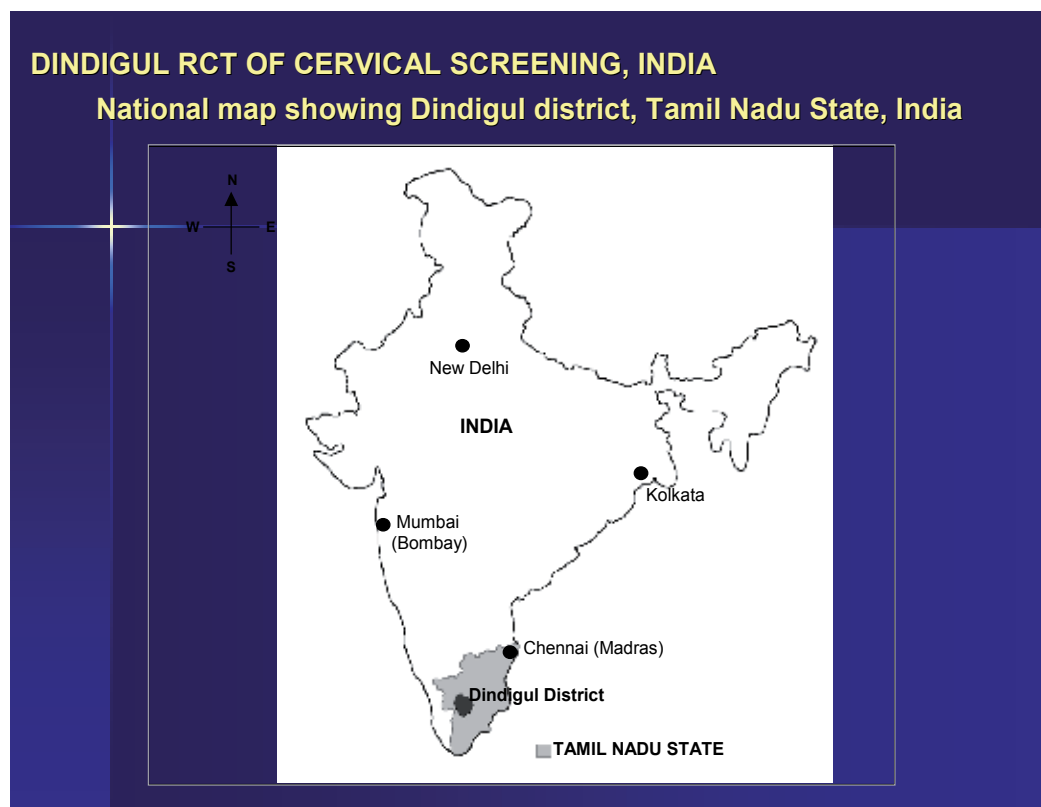 DINDIGUL RCT OF CERVICAL SCREENING, INDIA
National map showing Dindigul district, Tamil Nadu State, India
N
W E
S
New Delhi
INDIA
Kolkata
Mumbai
(Bombay)
Chennai (Madras)
Dindigul District
TAMIL NADU STATE